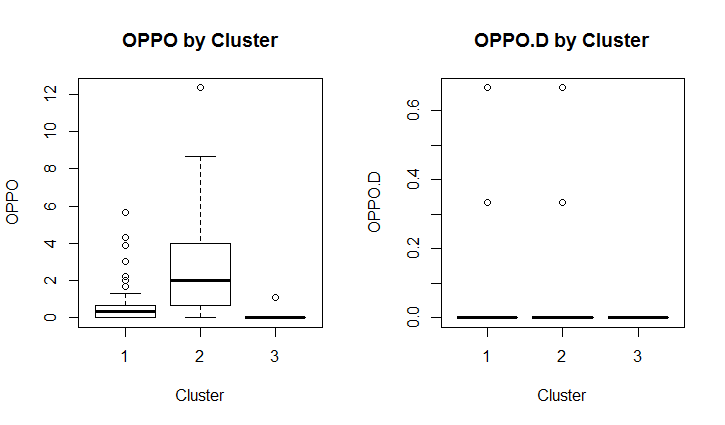 OPPO by Cluster
OPPO
12
10
8
6
4
2
0
1 2 3
Cluster
OPPO.D by Cluster
OPPO.D
0.6
0.4
0.2
0.0
1 2 3
Cluster